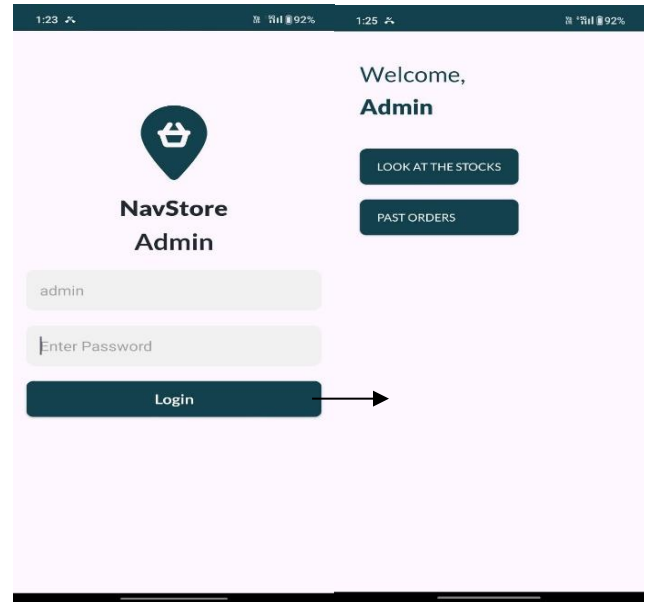 1:23
92%
NavStore
Admin
admin
Enter Password
Login
1:25
92%
Welcome,
Admin
LOOK AT THE STOCKS
PAST ORDERS